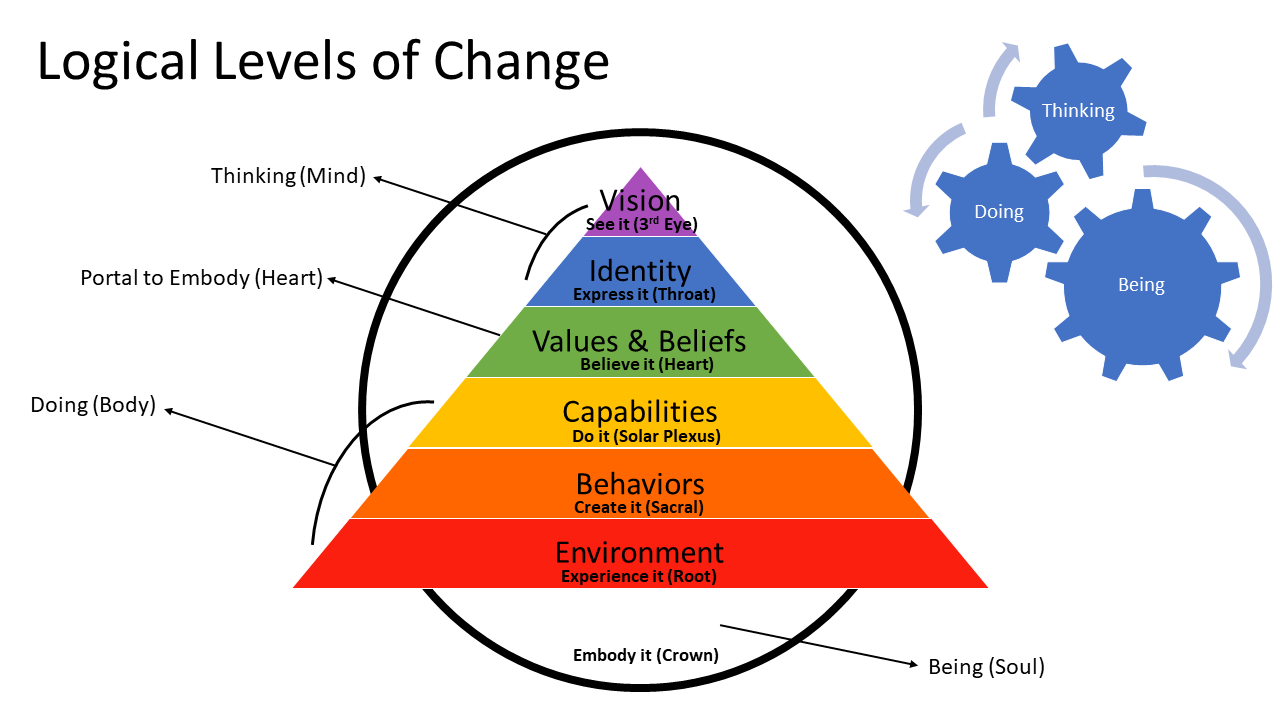 Logical Levels of Change
Thinking
Doing
Being
Thinking (Mind)
Portal to Embody (Heart)
Doing (Body)
Vision
See it (3rd Eye)
Identity
Express it (Throat)
Values & Beliefs
Believe it (Heart)
Capabilities
Do it (Solar Plexus)
Behaviors
Create it (Sacral)
Environment
Experience it (Root)
Embody it (Crown)
Being (Soul)